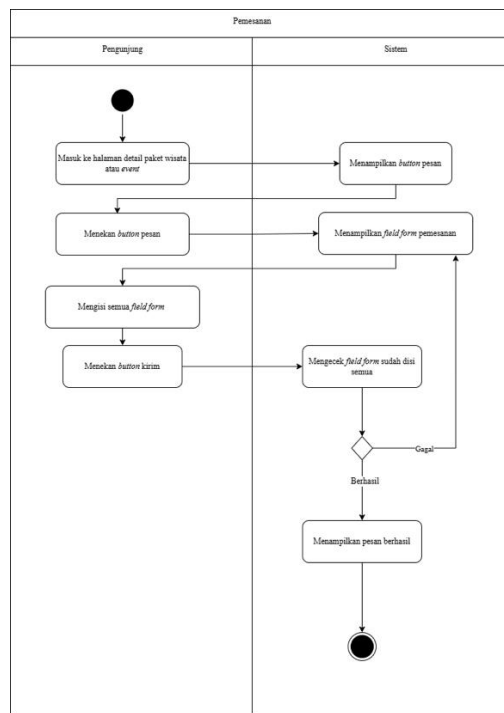 Pemesanan
Pengunjung
Sistem
Masuk ke halaman detail paket wisata
atau event
Menampilkan button pesan
Menekan button pesan
Menampilkan field form pemesanan
Mengisi semua field form
Menekan button kirim
Mengecek field form sudah disi
semua
Gagal
Berhasil
Menampilkan pesan berhasil